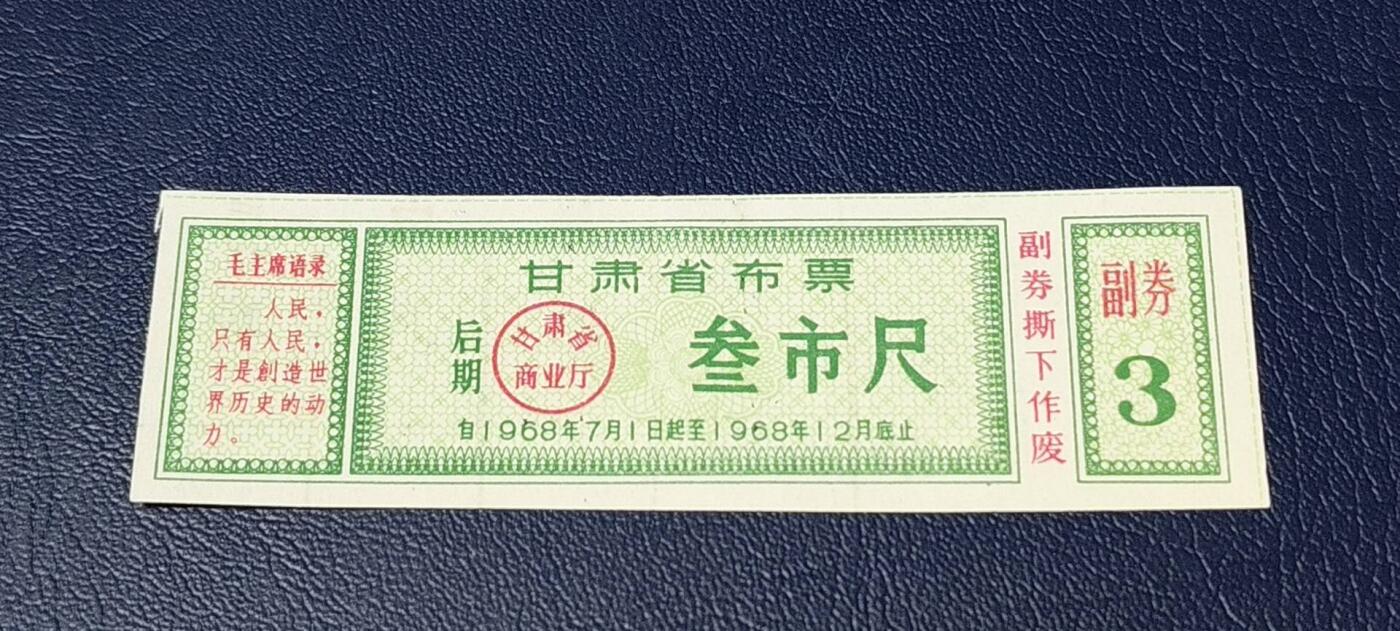 毛主席语录
人民，
只有人民，
才是創造世
界历史的动
力。
甘肃省布票
后期
甘肃省
商业厅
叁市尺
自1968年7月1日起至1968年12月底止
副券撕下作废
副券
3